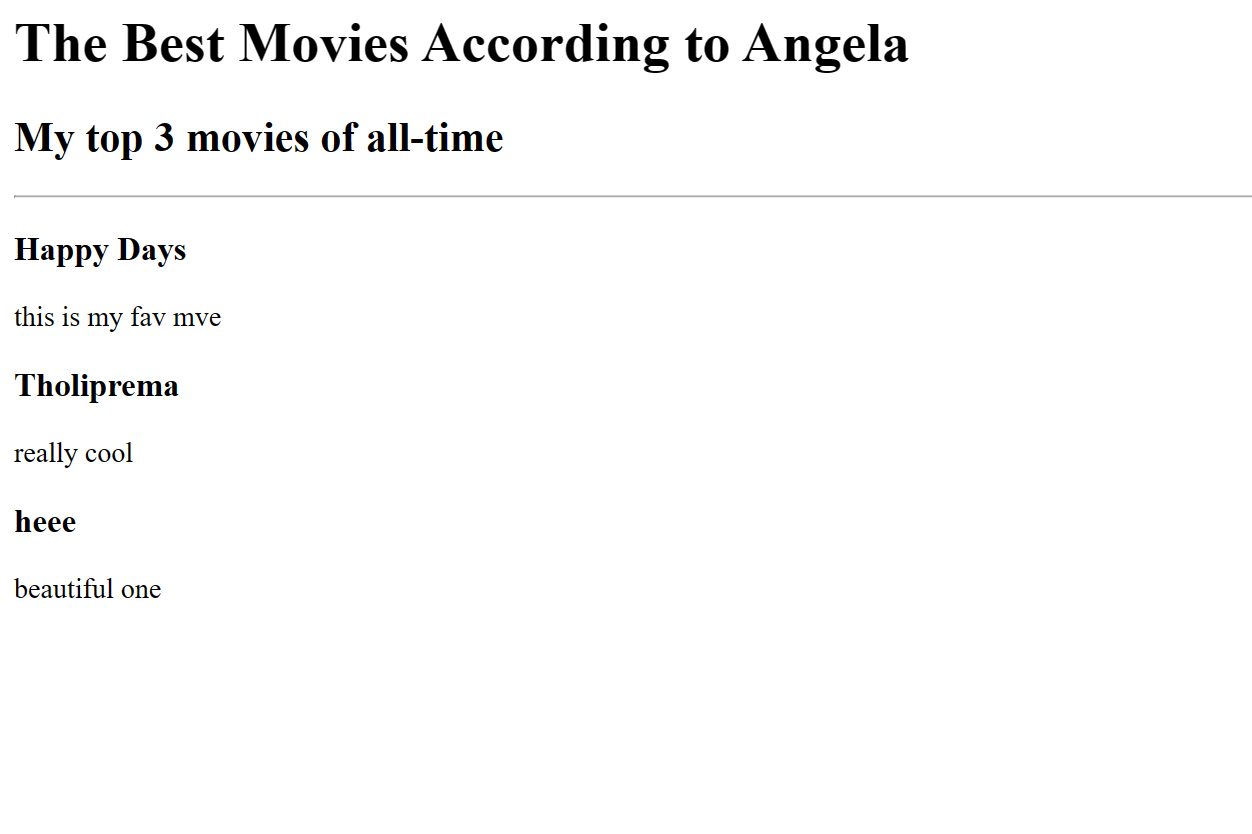 The Best Movies According to Angela
My top 3 movies of all-time
Happy Days
this is my fav mve
Tholiprema
really cool
heee
beautiful one